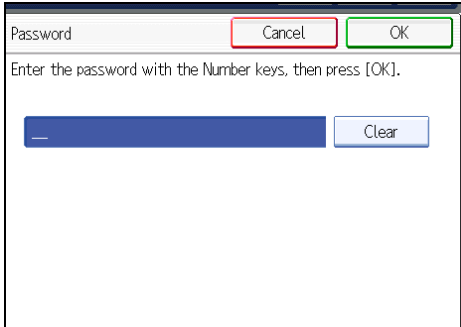 Password Cancel OK
Enter the password with the Number keys, then press [OK].
Clear